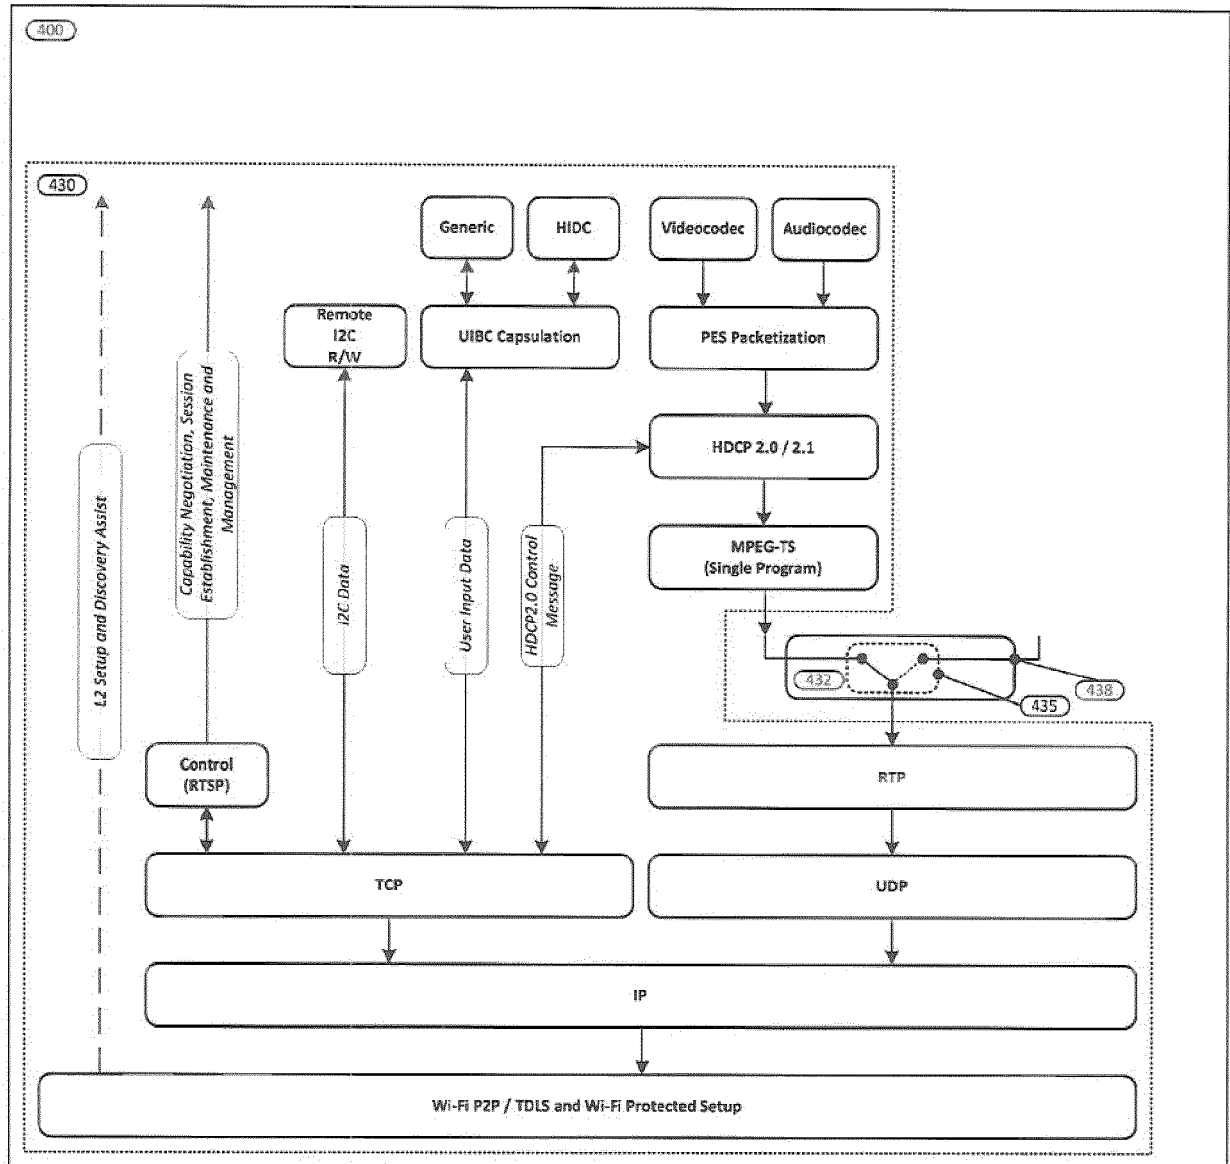 400
430
Generic
HIDC
Videocodec
Audiocodec
Remote
I2C
R/W
UIBC Capsulation
PES Packetization
HDCP 2.0 / 2.1
MPEG-TS
(Single Program)
L2 Setup and Discovery Assist
Capability Negotiation, Session
Establishment, Maintenance and
Management
I2C Data
User Input Data
HDCP2.0 Control
Message
432
438
435
Control
(RTSP)
RTP
TCP
UDP
IP
Wi-Fi P2P / TDLS and Wi-Fi Protected Setup